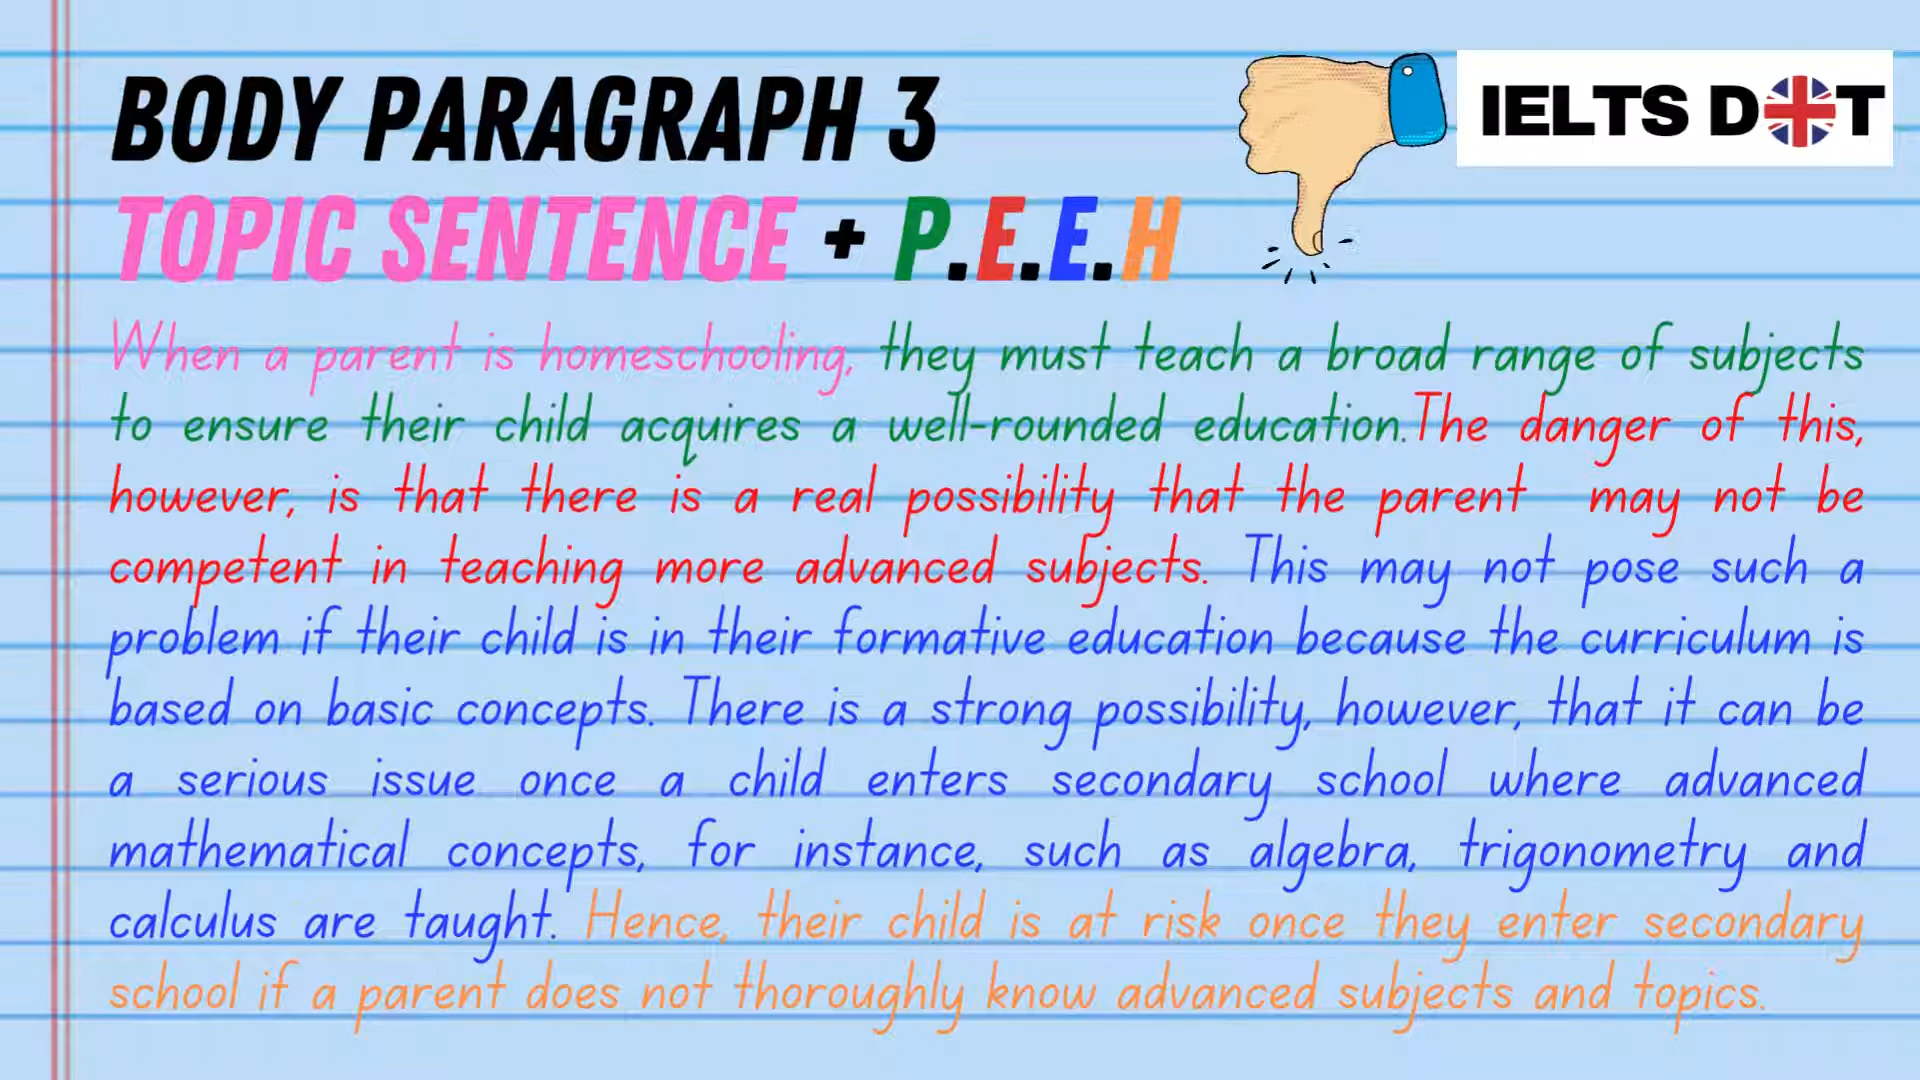 BODY PARAGRAPH 3
IELTS DOT
TOPIC SENTENCE + P.E.E.H
When a parent is homeschooling, they must teach a broad range of subjects
to ensure their child acquires a well-rounded education.The danger of this,
however, is that there is a real possibility that the parent may not be
competent in teaching more advanced subjects. This may not pose such a
problem if their child is in their formative education because the curriculum is
based on basic concepts. There is a strong possibility, however, that it can be
a serious issue once a child enters secondary school where advanced
mathematical concepts, for instance, such as algebra, trigonometry and
calculus are taught. Hence, their child is at risk once they enter secondary
school if a parent does not thoroughly know advanced subjects and topics.